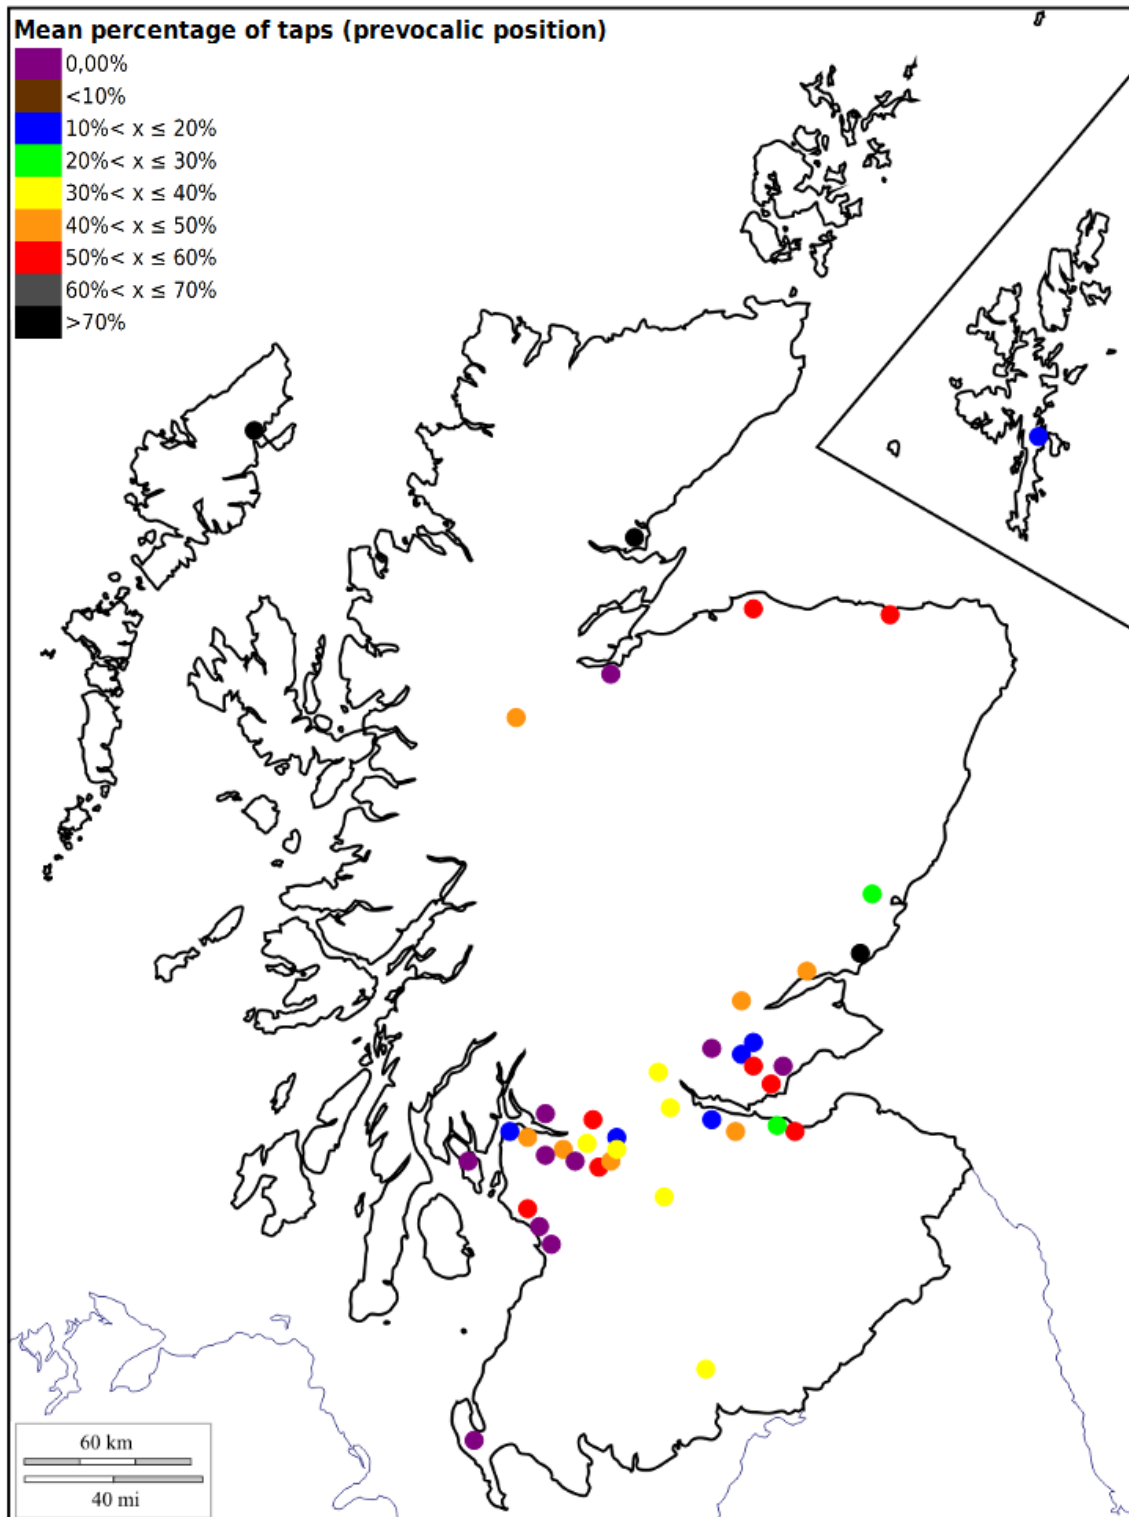 Mean percentage of taps (prevocalic position)
0,00%
<10%
10%< x ≤ 20%
20%< x ≤ 30%
30%< x ≤ 40%
40%< x ≤ 50%
50%< x ≤ 60%
60%< x ≤ 70%
>70%
60 km
40 mi